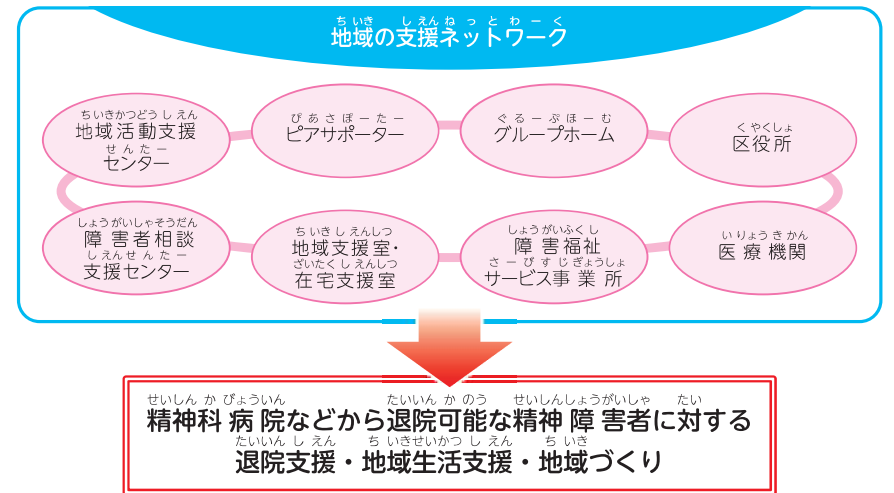 ちいき しえんねっとわーく
地域の支援ネットワーク
ちいきかつどうしえん
地域活動支援
せんたー
センター
ぴあさぽーたー
ピアサポーター
ぐるーぷほーむ
グループホーム
くやくしょ
区役所
しょうがいしゃそうだん
障害者相談
しえんせんたー
支援センター
ちいきしえんしつ
地域支援室・
ざいたくしえんしつ
在宅支援室
しょうがいふくし
障害福祉
さーびすじぎょうしょ
サービス事業所
いりょうきかん
医療機関
せいしんかびょういん たいいんかのう せいしんしょうがいしゃ たい
精神科病院などから退院可能な精神障害者に対する
たいいんしえん ちいきせいかつしえん ちいき
退院支援・地域生活支援・地域づくり